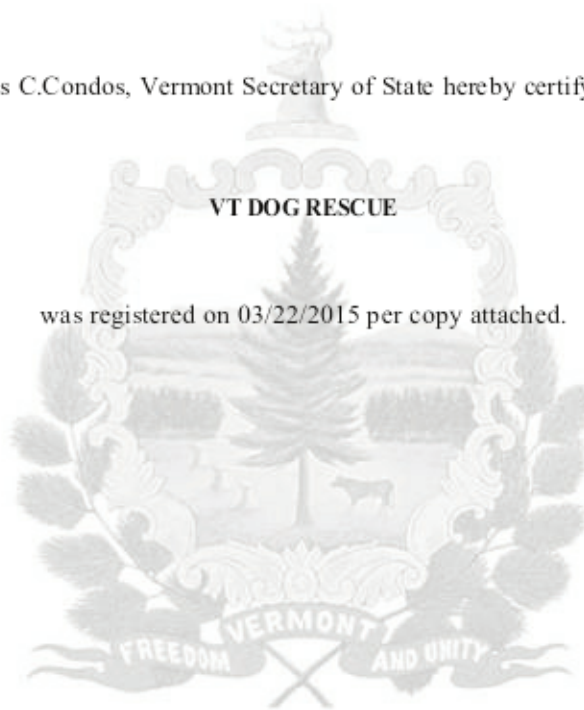 s C.Condos, Vermont Secretary of State hereby certify
VT DOG RESCUE
was registered on 03/22/2015 per copy attached.
VERMONT
FREEDOM AND UNITY